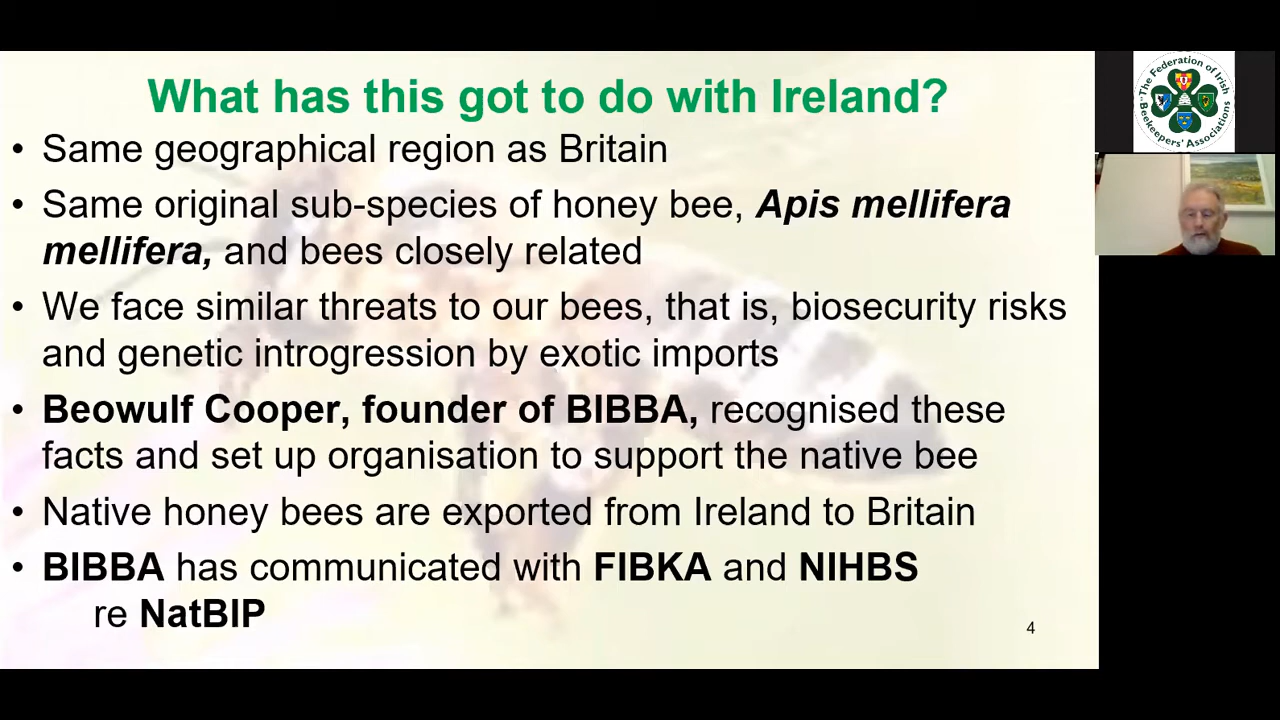 What has this got to do with Ireland?
• Same geographical region as Britain
• Same original sub-species of honey bee, Apis mellifera
mellifera, and bees closely related
• We face similar threats to our bees, that is, biosecurity risks
and genetic introgression by exotic imports
• Beowulf Cooper, founder of BIBBA, recognised these
facts and set up organisation to support the native bee
• Native honey bees are exported from Ireland to Britain
• BIBBA has communicated with FIBKA and NIHBS
re NatBIP
4
The Federation of Irish
Beekeepers' Associations